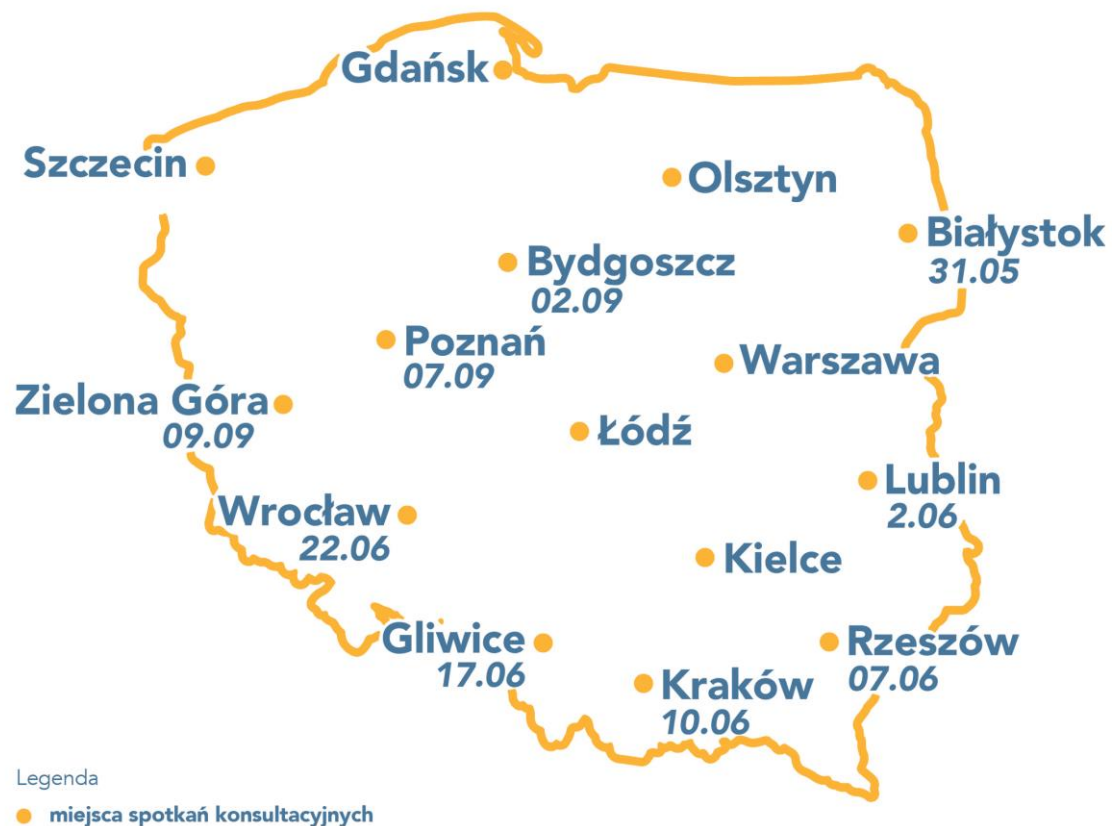 Gdańsk
Szczecin
Olsztyn
Białystok
31.05
Bydgoszcz
02.09
Poznań
07.09
Warszawa
Zielona Góra
09.09
Łódź
Lublin
2.06
Wrocław
22.06
Kielce
Gliwice
17.06
Rzeszów
07.06
Kraków
10.06
Legenda
miejsca spotkań konsultacyjnych